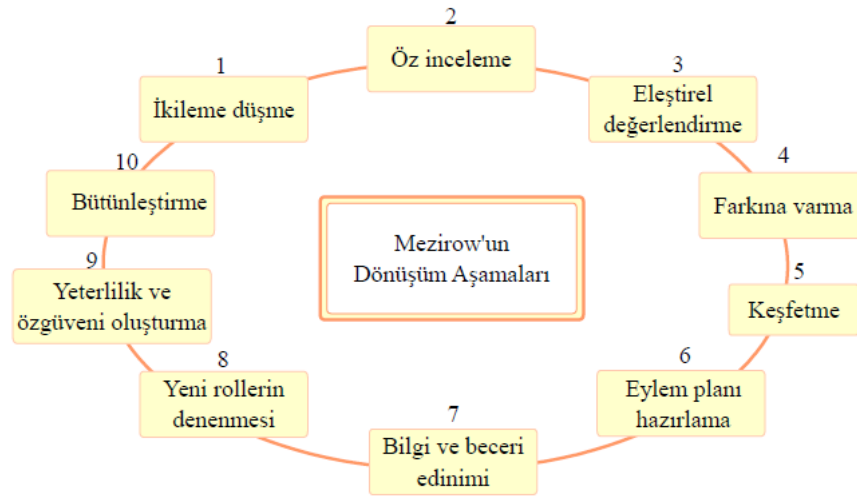 1
İkileme düşme
2
Öz inceleme
3
Eleştirel
değerlendirme
4
Farkına varma
5
Keşfetme
6
Eylem planı
hazırlama
7
Bilgi ve beceri
edinimi
8
Yeni rollerin
denenmesi
9
Yeterlilik ve
özgüveni oluşturma
10
Bütünleştirme
Mezirow'un
Dönüşüm Aşamaları